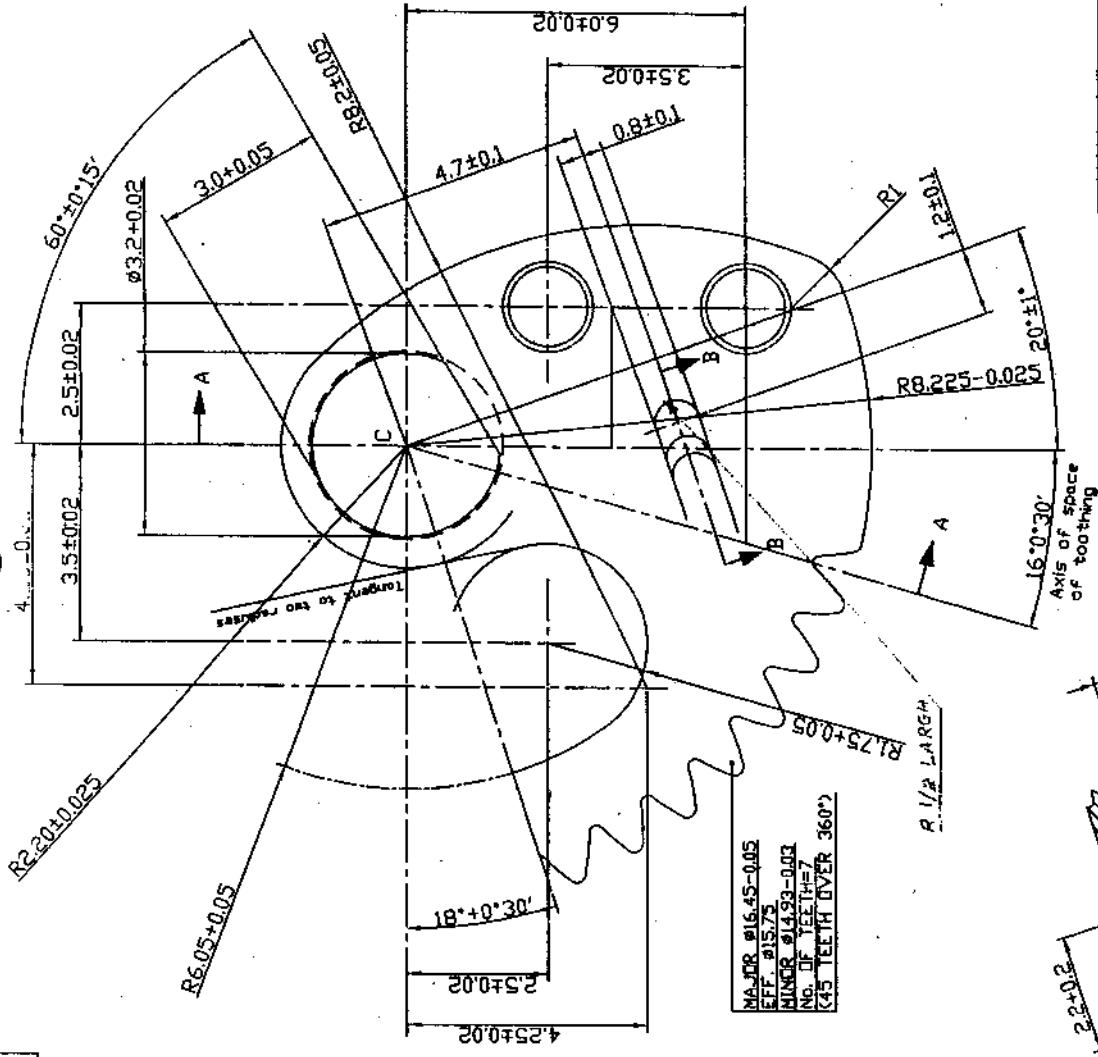 6.0±0.02
3.5±0.02
R8.2±0.05
60°±0°15'
3.0+0.05
ø3.2+0.02
4.7±0.1
0.8±0.1
2.5±0.02
3.5±0.02
A
C
R1
1.2±0.1
B
20°±1°
R8.225-0.025
Tangent to two radiuses
B
A
16°0°30'
Axis of space
of toothing
R2.20±0.025
R6.05+0.05
R1.75+0.05
R 1/2 LARGH
18°+0°30'
2.5±0.02
4.25±0.02
MAJOR ø16.45-0.05
EFF. ø15.75
MINOR ø14.93-0.03
No. OF TEETH=7
(45 TEETH OVER 360°)
2.2+0.2